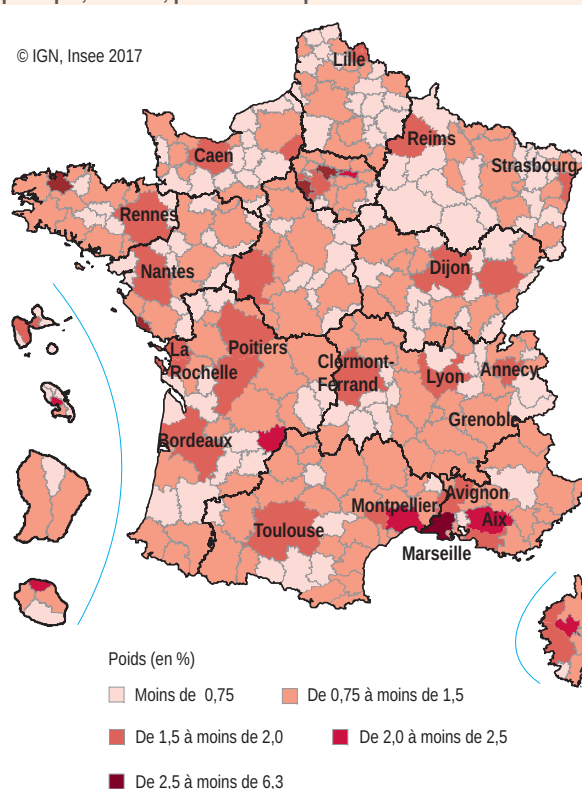 © IGN, Insee 2017
Lille
Reims
Caen
Strasbourg
Rennes
Nantes
Dijon
La
Rochelle
Poitiers
Clermont-
Ferrand
Lyon
Annecy
Grenoble
Bordeaux
Montpellier
Avignon
Aix
Toulouse
Marseille
Poids (en %)
Moins de 0,75
De 0,75 à moins de 1,5
De 1,5 à moins de 2,0
De 2,0 à moins de 2,5
De 2,5 à moins de 6,3